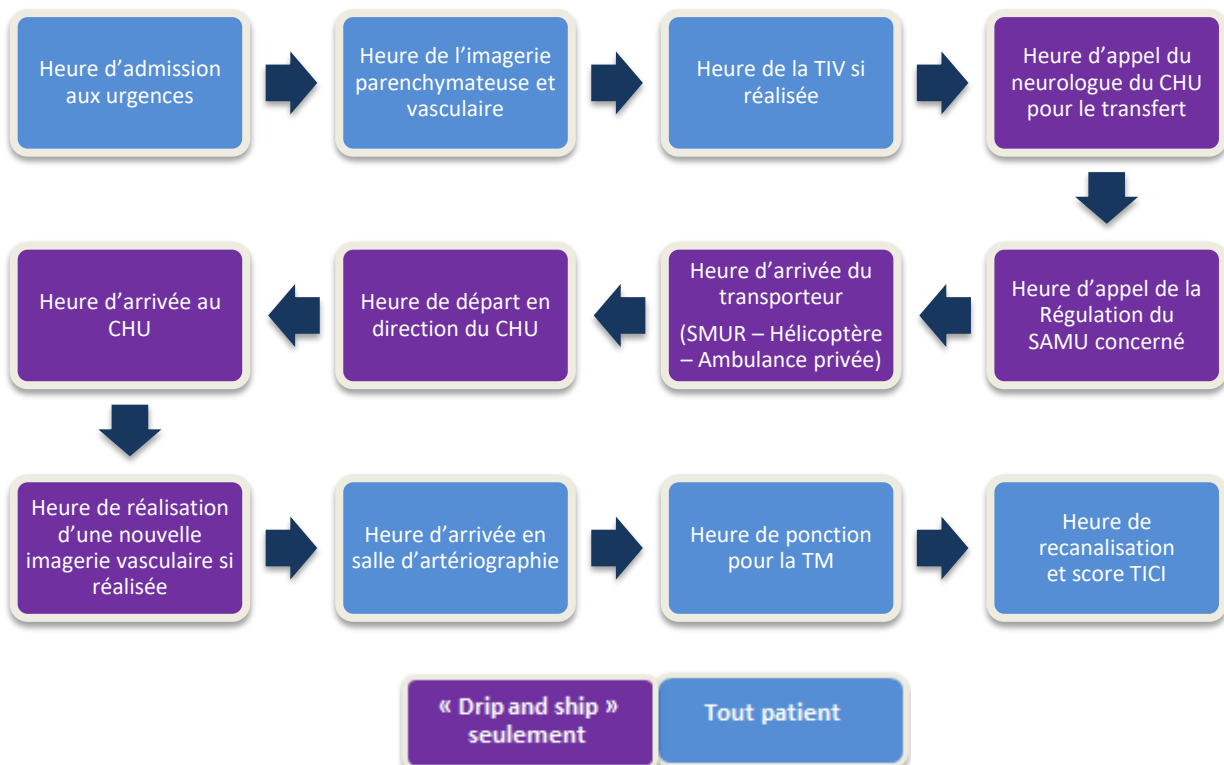 Heure d’admission
aux urgences
Heure de l’imagerie
parenchymateuse et
vasculaire
Heure de la TIV si
réalisée
Heure d’appel du
neurologue du CHU
pour le transfert
Heure d’arrivée au
CHU
Heure de départ en
direction du CHU
Heure d’arrivée du
transporteur
(SMUR – Hélicoptère
– Ambulance privée)
Heure d’appel de la
Régulation du
SAMU concerné
Heure de réalisation
d’une nouvelle
imagerie vasculaire si
réalisée
Heure d’arrivée en
salle d’artériographie
Heure de ponction
pour la TM
Heure de
recanalisation
et score TICI
« Drip and ship »
seulement
Tout patient